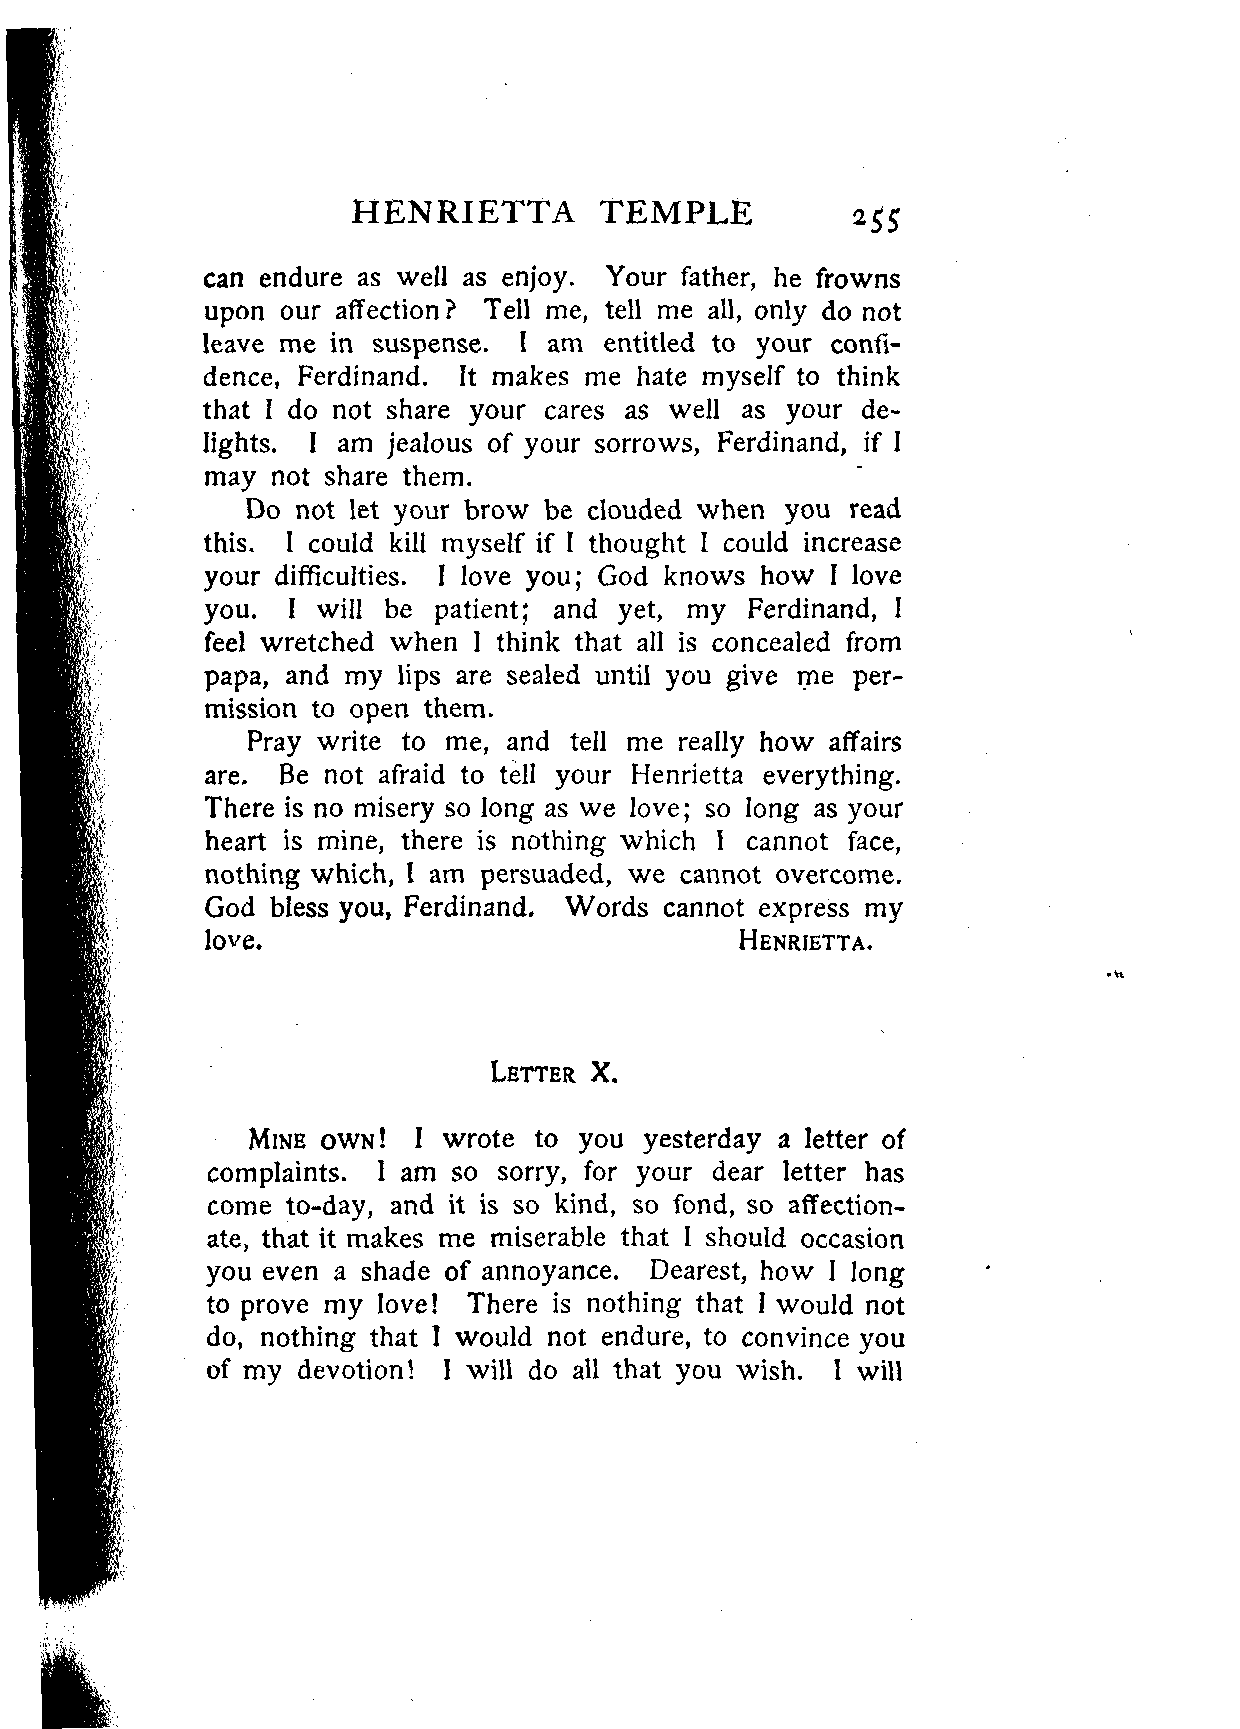 HENRIETTA TEMPLE 255
can endure as well as enjoy. Your father, he frowns
upon our affection? Tell me, tell me all, only do not
leave me in suspense. I am entitled to your confi-
dence, Ferdinand. It makes me hate myself to think
that I do not share your cares as well as your de-
lights. I am jealous of your sorrows, Ferdinand, if I
may not share them.
Do not let your brow be clouded when you read
this. I could kill myself if I thought I could increase
your difficulties. I love you; God knows how I love
you. I will be patient; and yet, my Ferdinand, I
feel wretched when I think that all is concealed from
papa, and my lips are sealed until you give me per-
mission to open them.
Pray write to me, and tell me really how affairs
are. Be not afraid to tell your Henrietta everything.
There is no misery so long as we love; so long as your
heart is mine, there is nothing which I cannot face,
nothing which, I am persuaded, we cannot overcome.
God bless you, Ferdinand. Words cannot express my
love. HENRIETTA.
LETTER X.
MINE OWN! I wrote to you yesterday a letter of
complaints. I am so sorry, for your dear letter has
come to-day, and it is so kind, so fond, so affection-
ate, that it makes me miserable that I should occasion
you even a shade of annoyance. Dearest, how I long
to prove my love! There is nothing that I would not
do, nothing that I would not endure, to convince you
of my devotion! I will do all that you wish. I will